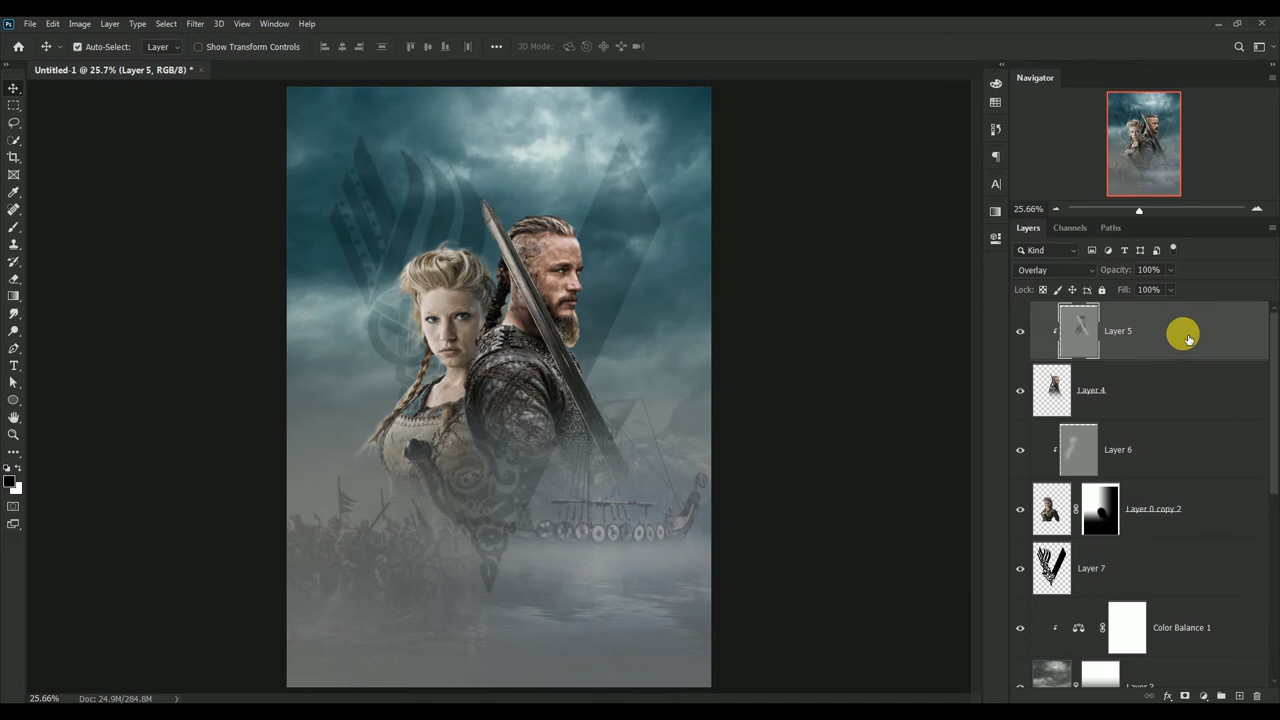 Ps File Edit Image Layer Type Select Filter 3D View Window Help
Auto-Select: Layer Show Transform Controls 3D Mode:
Untitled-1 @ 25.7% (Layer 5, RGB/8) *
Navigator
25.66%
Layers Channels Paths
Kind
Overlay Opacity: 100%
Lock: Fill: 100%
Layer 5
Layer 4
Layer 6
Layer 0 copy 2
Layer 7
Color Balance 1
25.66% Doc: 24.9M/284.8M
fx